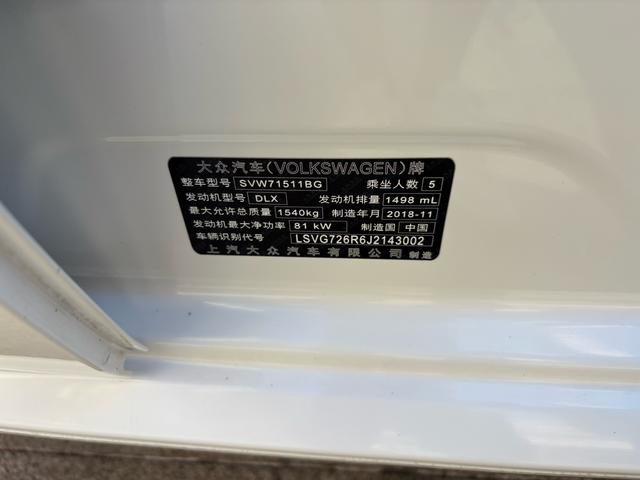 大众汽车(VOLKSWAGEN)牌
整车型号 SVW71511BG 乘坐人数 5
发动机型号 DLX 发动机排量 1498 mL
最大允许总质量 1540kg 制造年月 2018-11
发动机最大净功率 81 kW 制造国 中国
车辆识别代号 LSVG726R6J2143002
上汽大众汽车有限公司 制造